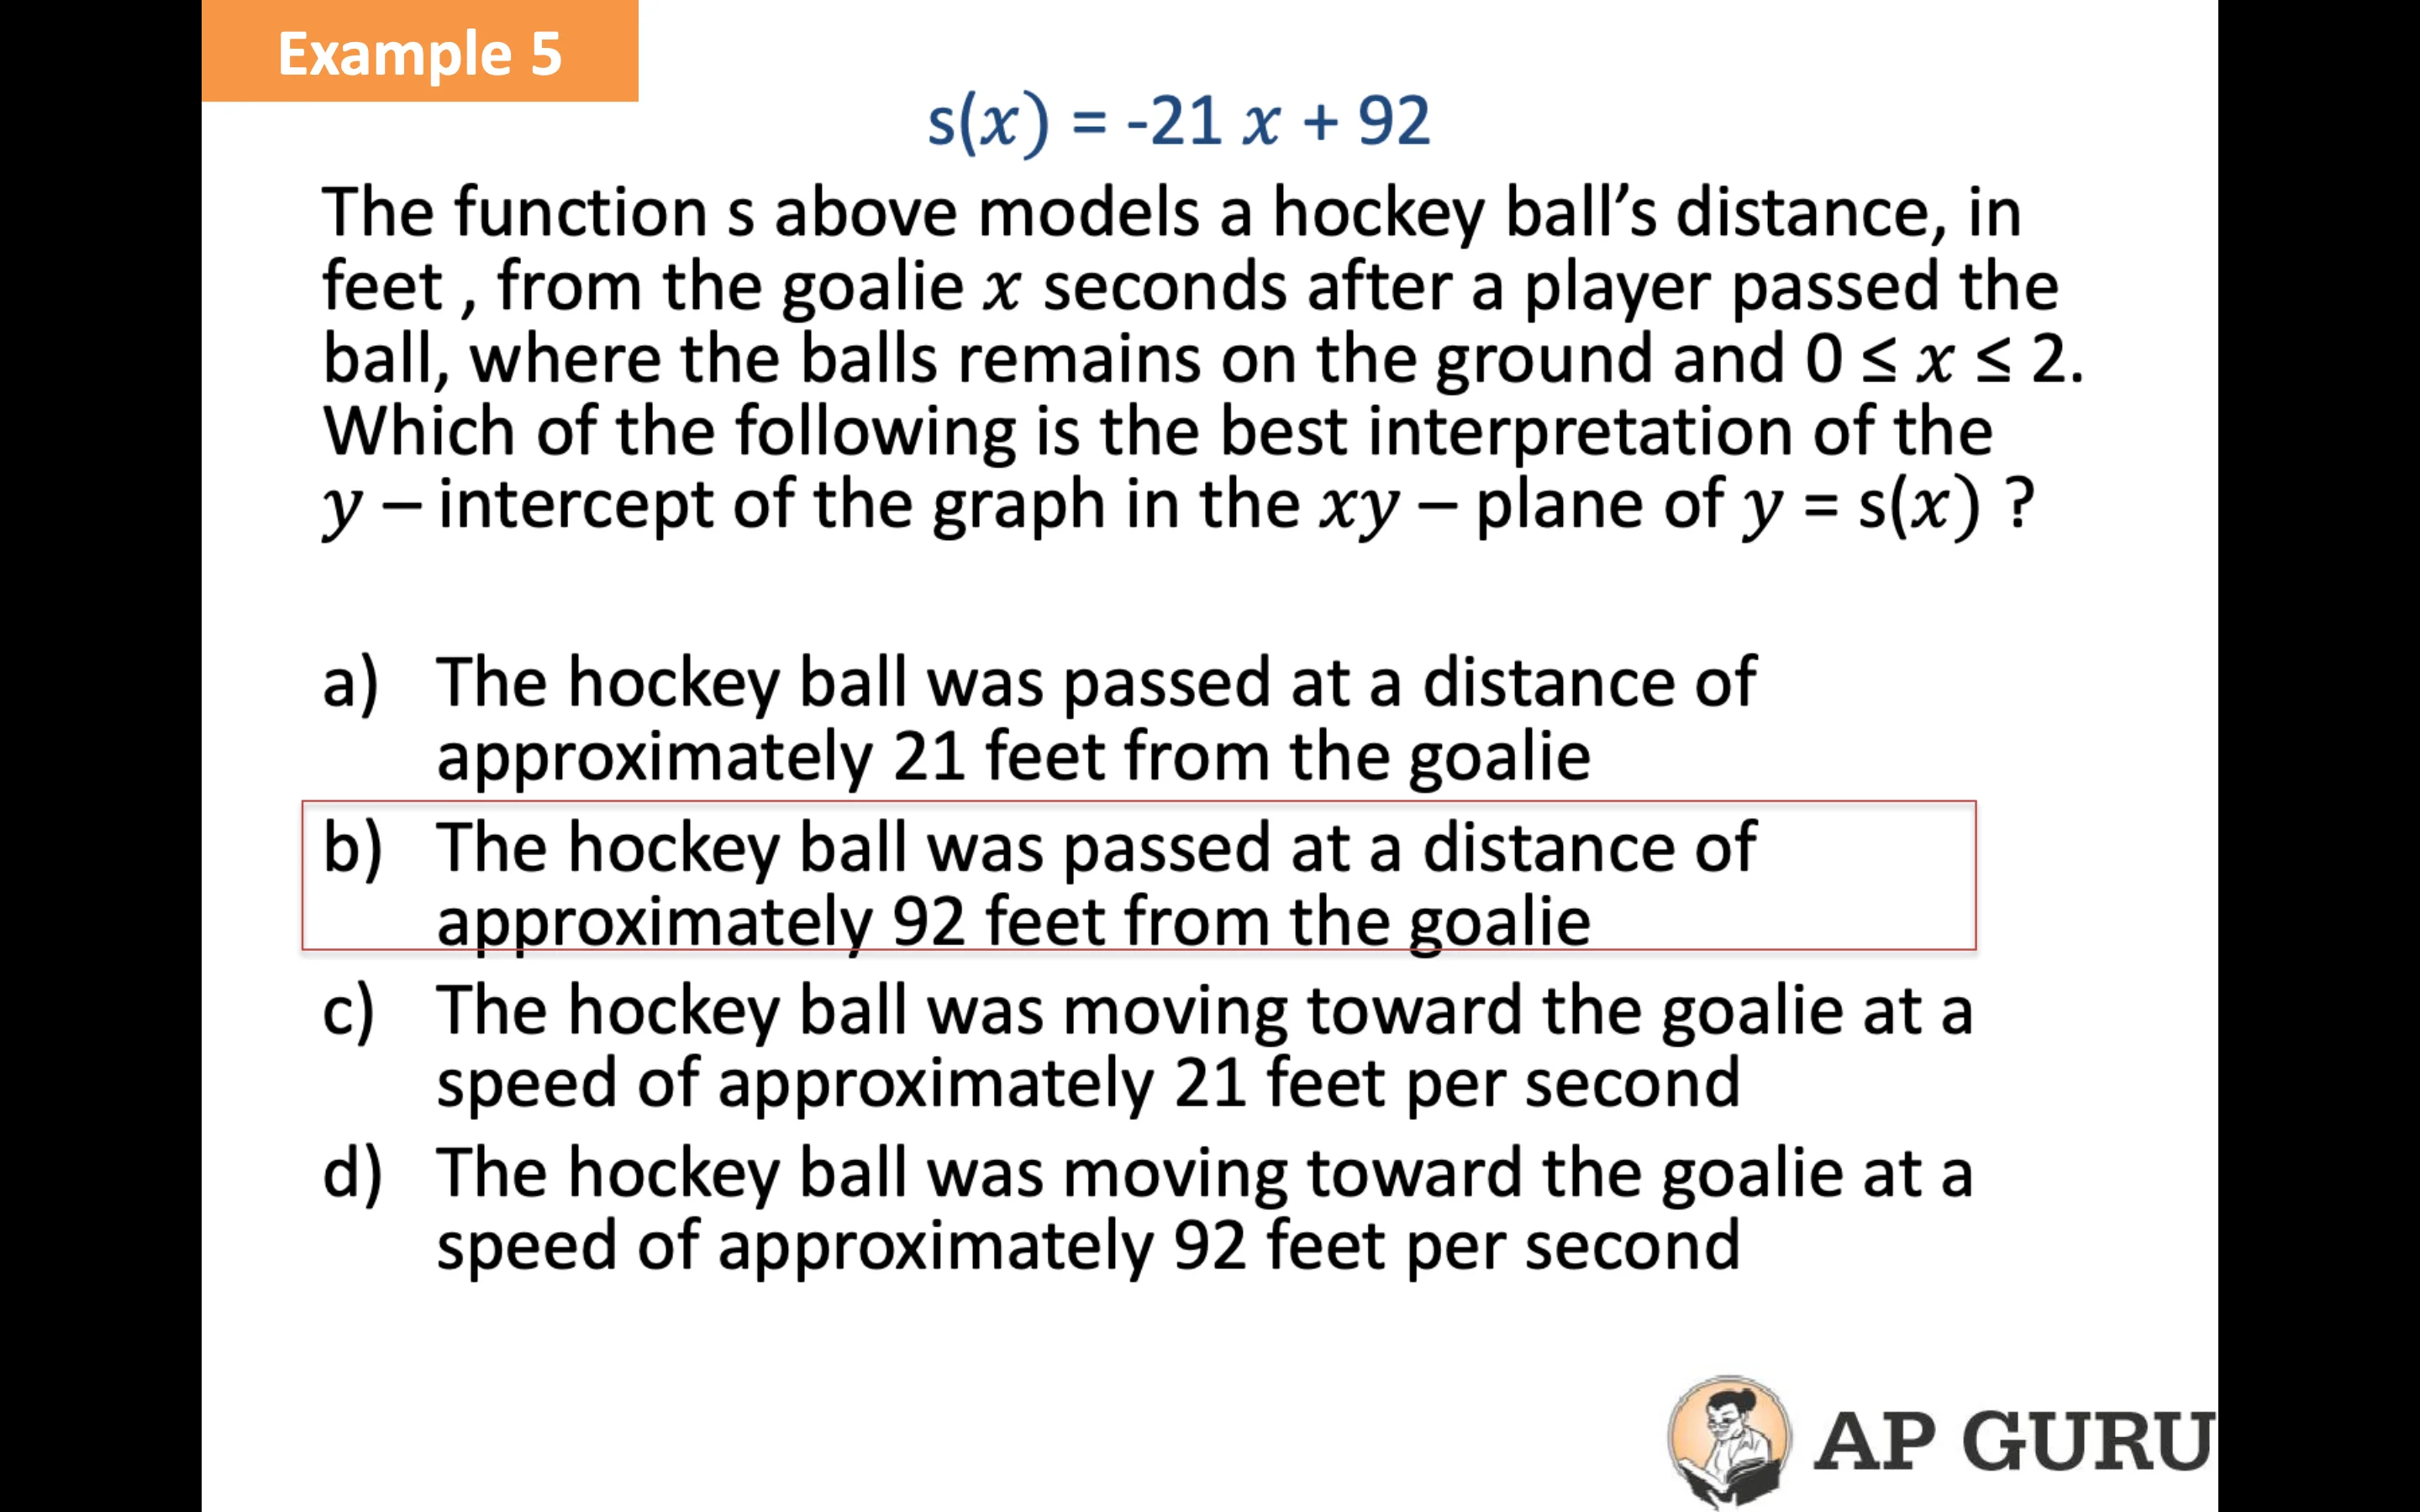 Example 5
s(x) = -21 x + 92
The function s above models a hockey ball’s distance, in
feet , from the goalie x seconds after a player passed the
ball, where the balls remains on the ground and 0 ≤ x ≤ 2.
Which of the following is the best interpretation of the
y – intercept of the graph in the xy – plane of y = s(x) ?
a) The hockey ball was passed at a distance of
approximately 21 feet from the goalie
b) The hockey ball was passed at a distance of
approximately 92 feet from the goalie
c) The hockey ball was moving toward the goalie at a
speed of approximately 21 feet per second
d) The hockey ball was moving toward the goalie at a
speed of approximately 92 feet per second
AP GURU